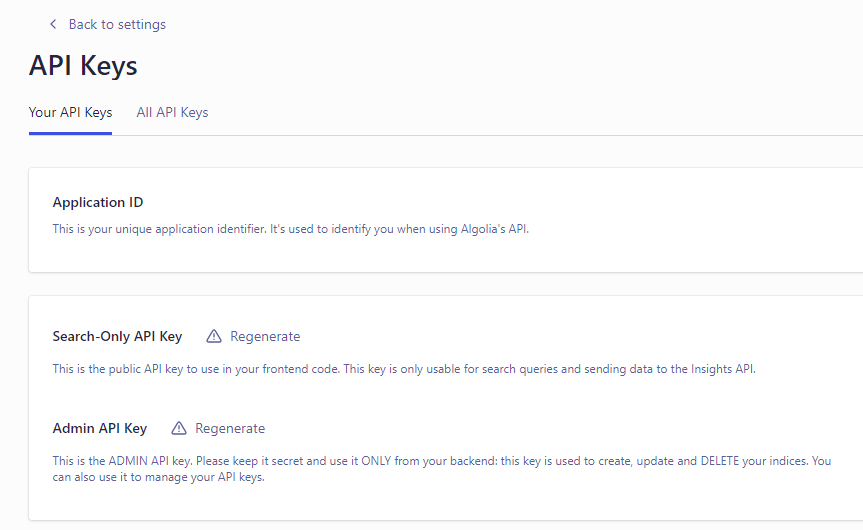 Back to settings
API Keys
Your API Keys
All API Keys
Application ID
This is your unique application identifier. It's used to identify you when using Algolia's API.
Search-Only API Key
Regenerate
This is the public API key to use in your frontend code. This key is only usable for search queries and sending data to the Insights API.
Admin API Key
Regenerate
This is the ADMIN API key. Please keep it secret and use it ONLY from your backend: this key is used to create, update and DELETE your indices. You
can also use it to manage your API keys.